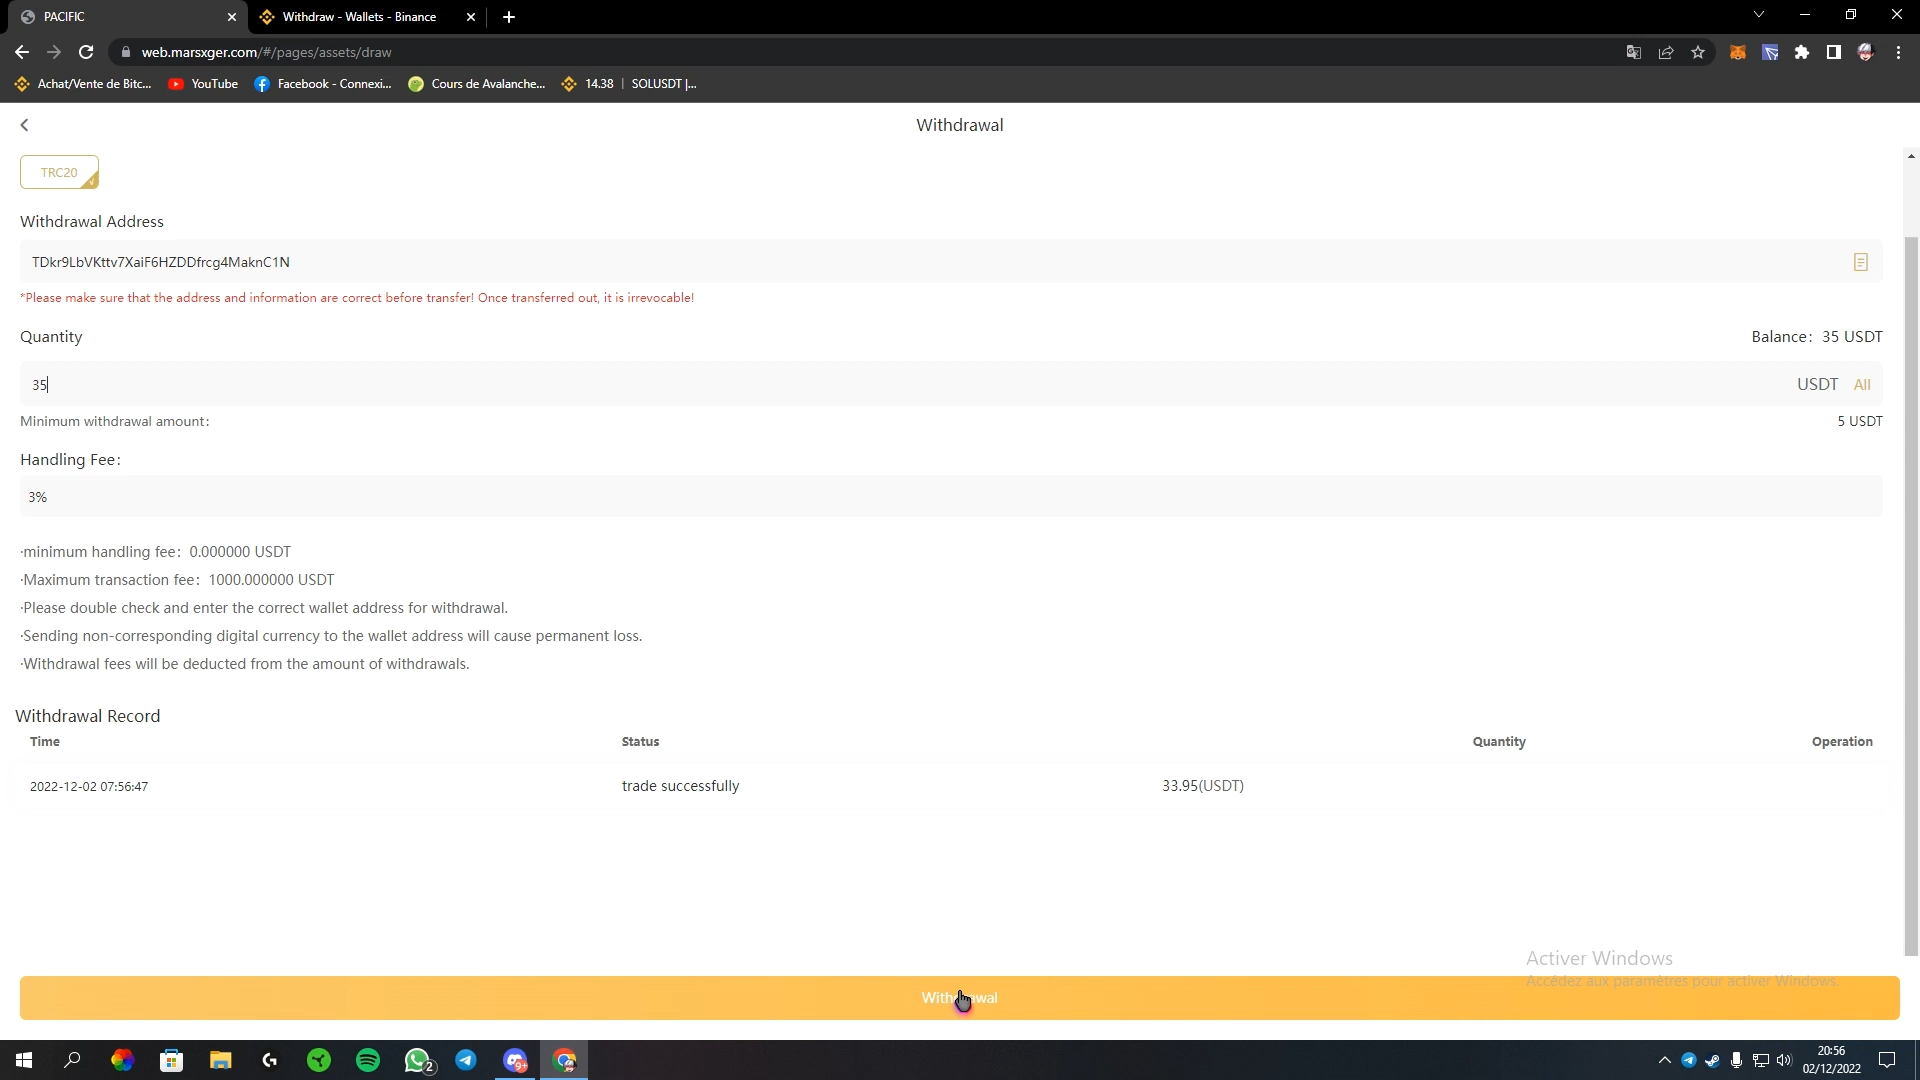 PACIFIC
Withdraw - Wallets - Binance
web.marsxger.com/#/pages/assets/draw
Achat/Vente de Bitc...
YouTube
Facebook - Connexi...
Cours de Avalanche...
14.38 | SOLUSDT |...
Withdrawal
TRC20
Withdrawal Address
TDkr9LbVKttv7XaiF6HZDDfrcg4MaknC1N
*Please make sure that the address and information are correct before transfer! Once transferred out, it is irrevocable!
Quantity
Balance: 35 USDT
35
USDT All
Minimum withdrawal amount:
5 USDT
Handling Fee:
3%
·minimum handling fee: 0.000000 USDT
·Maximum transaction fee: 1000.000000 USDT
·Please double check and enter the correct wallet address for withdrawal.
·Sending non-corresponding digital currency to the wallet address will cause permanent loss.
·Withdrawal fees will be deducted from the amount of withdrawals.
Withdrawal Record
Time Status Quantity Operation
2022-12-02 07:56:47 trade successfully 33.95(USDT)
Activer Windows
Accédez aux paramètres pour activer Windows.
Withdrawal
2
9+
20:56
02/12/2022